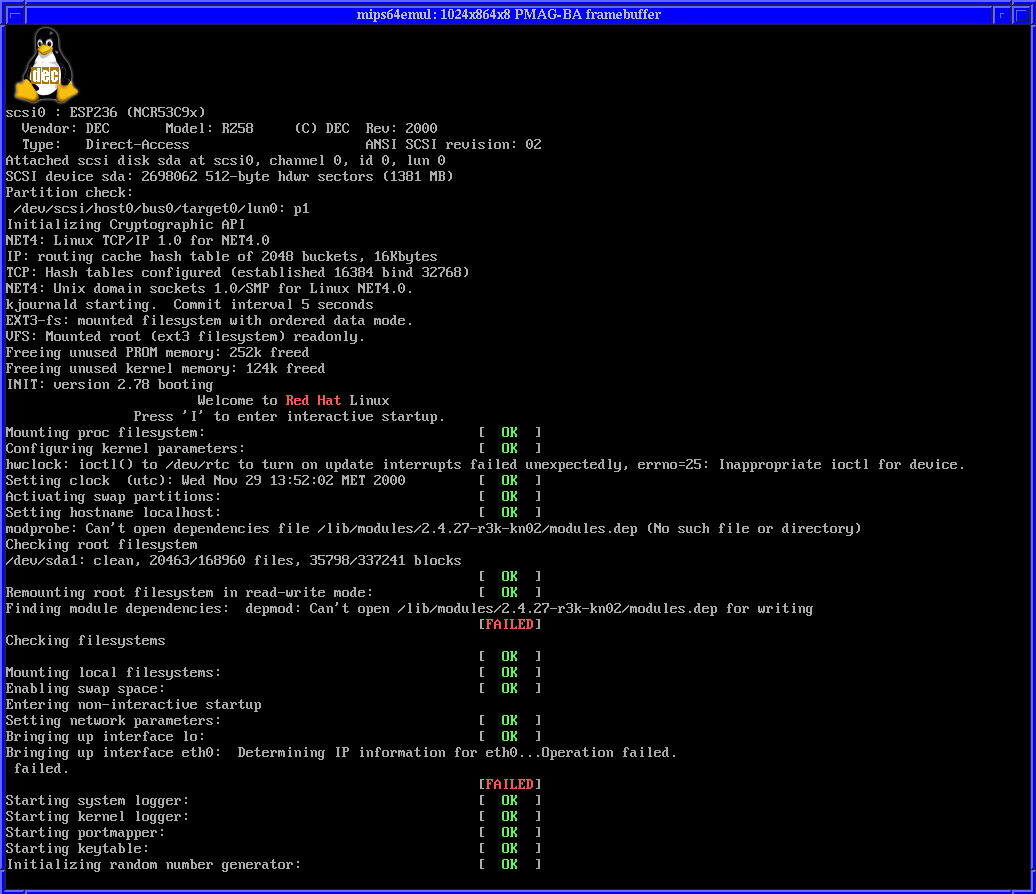 mips64emul: 1024x864x8 PMAG-BA framebuffer
dec
scsi0 : ESP236 (NCR53C9x)
  Vendor: DEC       Model: RZ58     (C) DEC  Rev: 2000
  Type:   Direct-Access                      ANSI SCSI revision: 02
Attached scsi disk sda at scsi0, channel 0, id 0, lun 0
SCSI device sda: 2698062 512-byte hdwr sectors (1381 MB)
Partition check:
 /dev/scsi/host0/bus0/target0/lun0: p1
Initializing Cryptographic API
NET4: Linux TCP/IP 1.0 for NET4.0
IP: routing cache hash table of 2048 buckets, 16Kbytes
TCP: Hash tables configured (established 16384 bind 32768)
NET4: Unix domain sockets 1.0/SMP for Linux NET4.0.
kjournald starting.  Commit interval 5 seconds
EXT3-fs: mounted filesystem with ordered data mode.
VFS: Mounted root (ext3 filesystem) readonly.
Freeing unused PROM memory: 252k freed
Freeing unused kernel memory: 124k freed
INIT: version 2.78 booting
                        Welcome to Red Hat Linux
                Press 'I' to enter interactive startup.
Mounting proc filesystem:                                  [  OK  ]
Configuring kernel parameters:                             [  OK  ]
hwclock: ioctl() to /dev/rtc to turn on update interrupts failed unexpectedly, errno=25: Inappropriate ioctl for device.
Setting clock  (utc): Wed Nov 29 13:52:02 MET 2000         [  OK  ]
Activating swap partitions:                                [  OK  ]
Setting hostname localhost:                                [  OK  ]
modprobe: Can't open dependencies file /lib/modules/2.4.27-r3k-kn02/modules.dep (No such file or directory)
Checking root filesystem
/dev/sda1: clean, 20463/168960 files, 35798/337241 blocks
                                                           [  OK  ]
Remounting root filesystem in read-write mode:             [  OK  ]
Finding module dependencies:  depmod: Can't open /lib/modules/2.4.27-r3k-kn02/modules.dep for writing
                                                           [FAILED]
Checking filesystems
                                                           [  OK  ]
Mounting local filesystems:                                [  OK  ]
Enabling swap space:                                       [  OK  ]
Entering non-interactive startup
Setting network parameters:                                [  OK  ]
Bringing up interface lo:                                  [  OK  ]
Bringing up interface eth0:  Determining IP information for eth0...Operation failed.
 failed.
                                                           [FAILED]
Starting system logger:                                    [  OK  ]
Starting kernel logger:                                    [  OK  ]
Starting portmapper:                                       [  OK  ]
Starting keytable:                                         [  OK  ]
Initializing random number generator:                      [  OK  ]